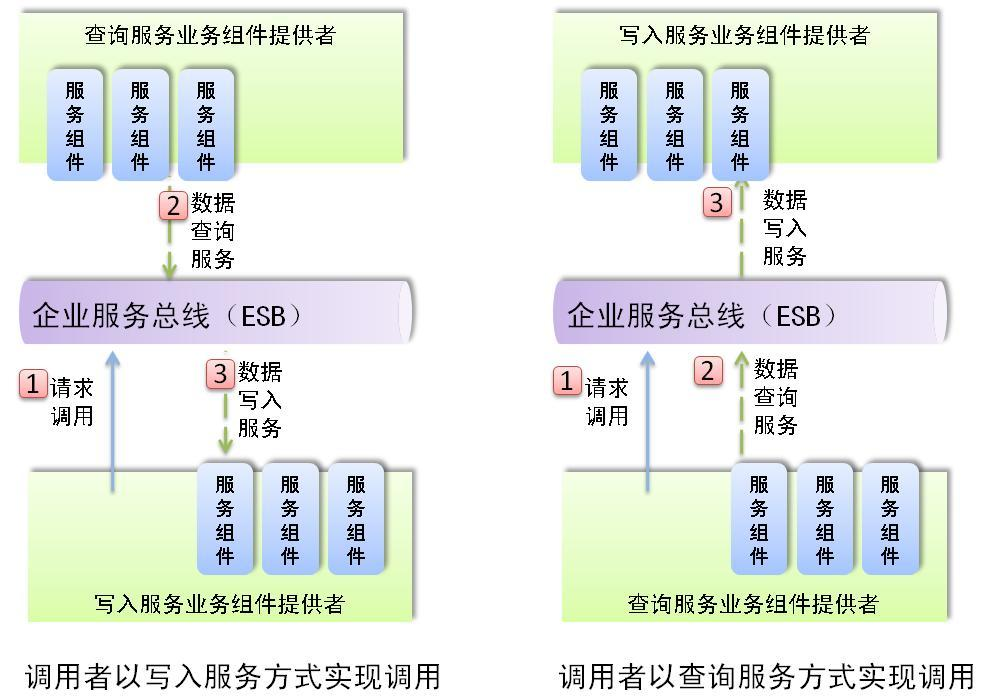 查询服务业务组件提供者
服务组件
服务组件
服务组件
2
数据
查询
服务
企业服务总线（ESB）
1
请求
调用
3
数据
写入
服务
服务组件
服务组件
服务组件
写入服务业务组件提供者
调用者以写入服务方式实现调用
写入服务业务组件提供者
服务组件
服务组件
服务组件
3
数据
写入
服务
企业服务总线（ESB）
1
请求
调用
2
数据
查询
服务
服务组件
服务组件
服务组件
查询服务业务组件提供者
调用者以查询服务方式实现调用